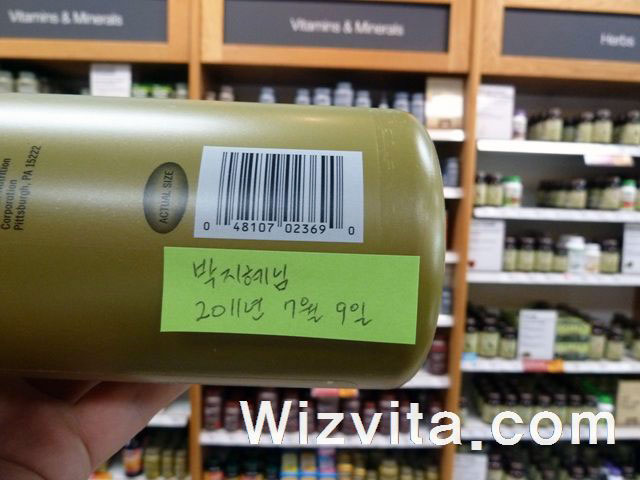 Vitamins & Minerals
Vitamins & Minerals
Herbs
Corporation
Pittsburgh, PA 15222
ACTUAL SIZE
0 48107 02369 0
박지혜님
2011년 7월 9일
Wizvita.com